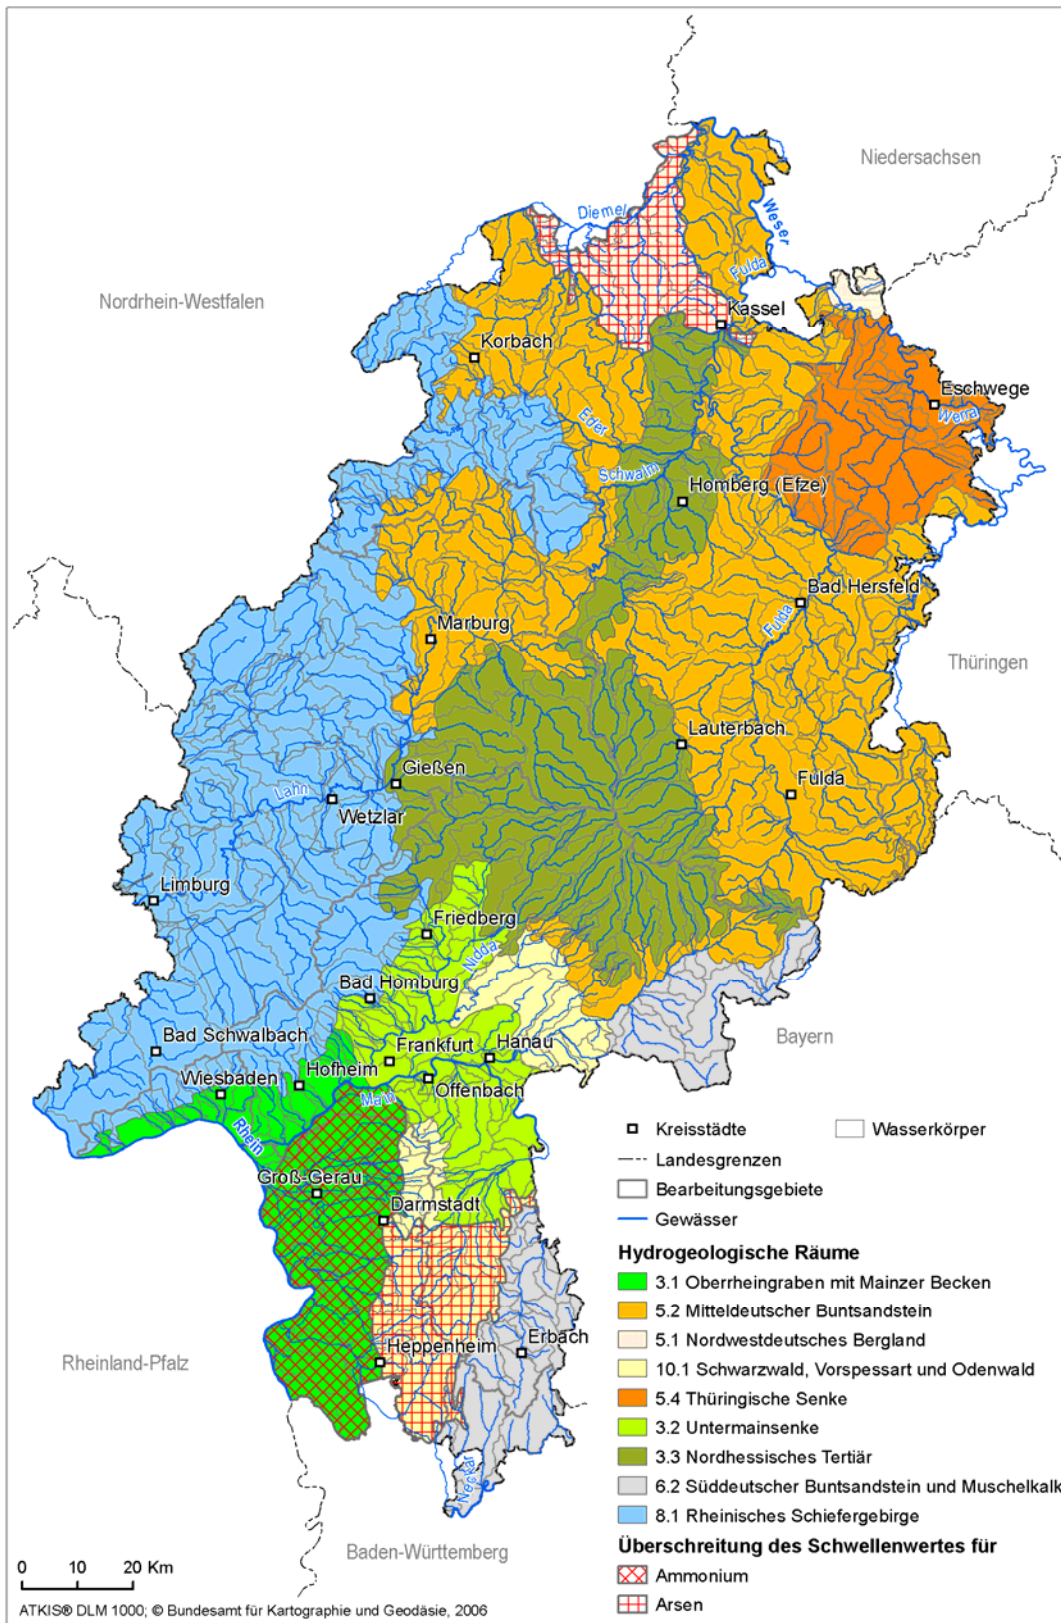 Niedersachsen
Diemel
Weser
Fulda
Nordrhein-Westfalen
Kassel
Korbach
Eschwege
Werra
Eder
Schwalm
Homberg (Efze)
Bad Hersfeld
Fulda
Marburg
Thüringen
Lauterbach
Gießen
Fulda
Lahn
Wetzlar
Limburg
Friedberg
Nidda
Bad Homburg
Bad Schwalbach
Frankfurt
Hanau
Bayern
Hofheim
Wiesbaden
Offenbach
Main
Rhein
Groß-Gerau
Darmstadt
Erbach
Heppenheim
Rheinland-Pfalz
Neckar
Baden-Württemberg
Kreisstädte
Wasserkörper
Landesgrenzen
Bearbeitungsgebiete
Gewässer
Hydrogeologische Räume
3.1 Oberrheingraben mit Mainzer Becken
5.2 Mitteldeutscher Buntsandstein
5.1 Nordwestdeutsches Bergland
10.1 Schwarzwald, Vorspessart und Odenwald
5.4 Thüringische Senke
3.2 Untermainsenke
3.3 Nordhessisches Tertiär
6.2 Süddeutscher Buntsandstein und Muschelkalk
8.1 Rheinisches Schiefergebirge
Überschreitung des Schwellenwertes für
Ammonium
Arsen
0 10 20 Km
ATKIS® DLM 1000; © Bundesamt für Kartographie und Geodäsie, 2006